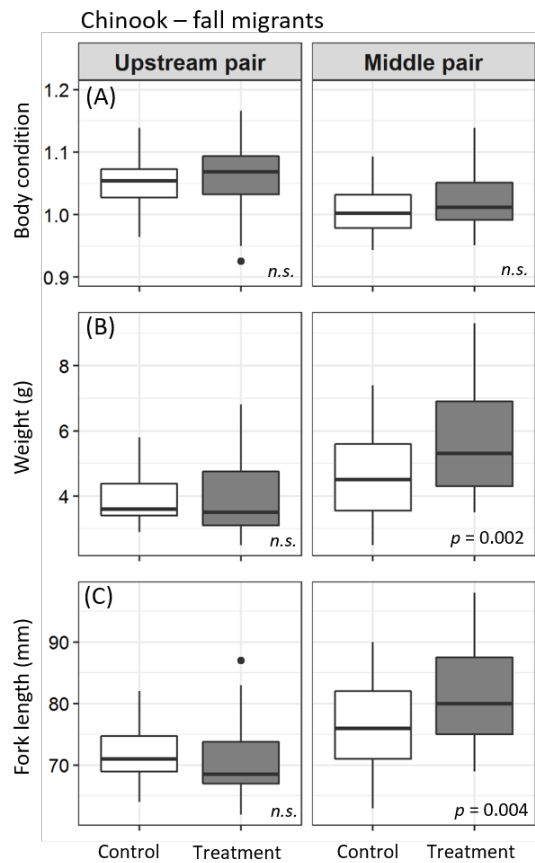 Chinook – fall migrants
Upstream pair
Middle pair
Body condition
(A)
1.2
1.1
1.0
0.9
n.s.
n.s.
Weight (g)
(B)
8
6
4
n.s.
p = 0.002
Fork length (mm)
(C)
90
80
70
n.s.
p = 0.004
Control
Treatment
Control
Treatment